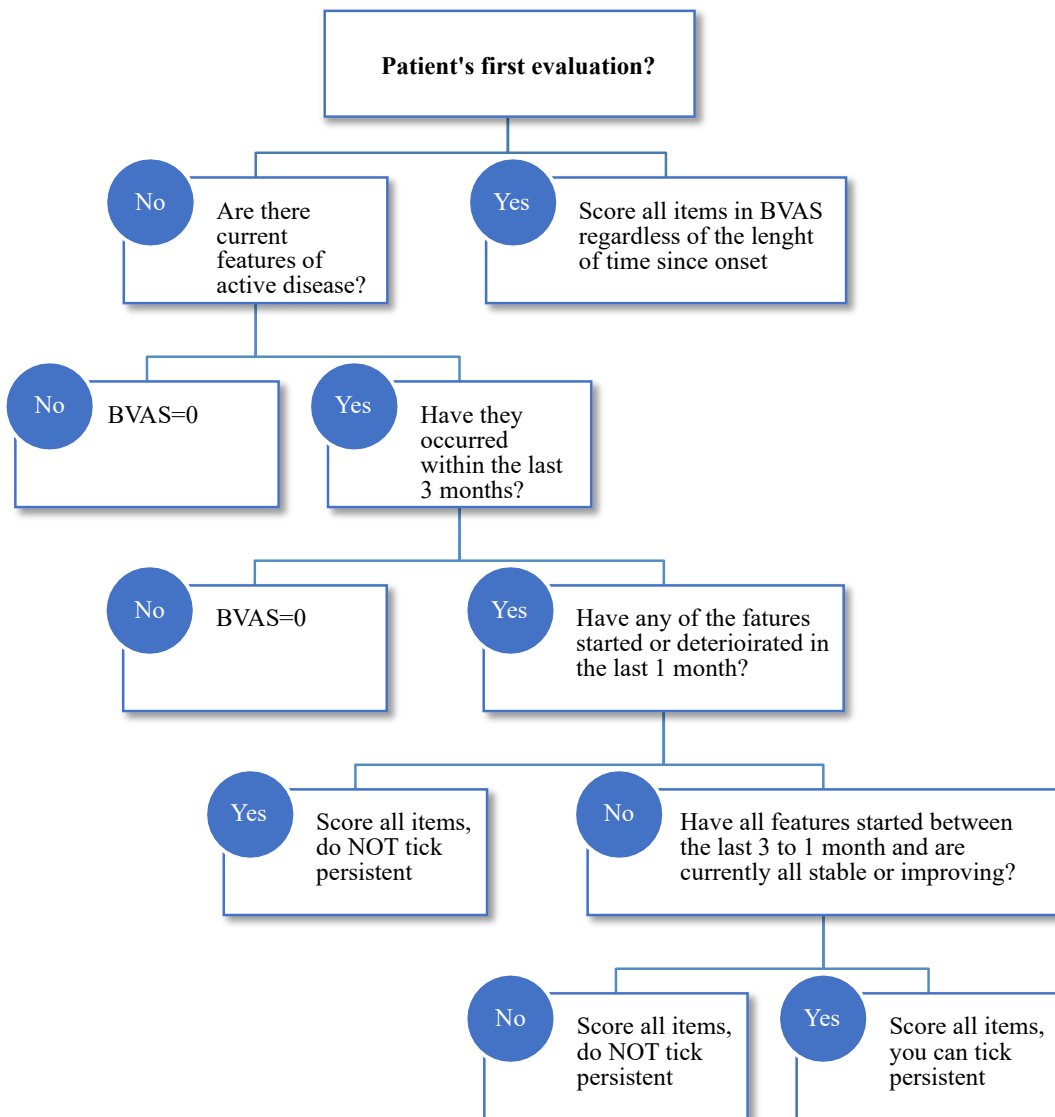 Patient's first evaluation?
No
Are there
current
features of
active disease?
Yes
Score all items in BVAS
regardless of the lenght
of time since onset
No
BVAS=0
Yes
Have they
occurred
within the last
3 months?
No
BVAS=0
Yes
Have any of the fatures
started or deterioirated in
the last 1 month?
Yes
Score all items,
do NOT tick
persistent
No
Have all features started between
the last 3 to 1 month and are
currently all stable or improving?
No
Score all items,
do NOT tick
persistent
Yes
Score all items,
you can tick
persistent